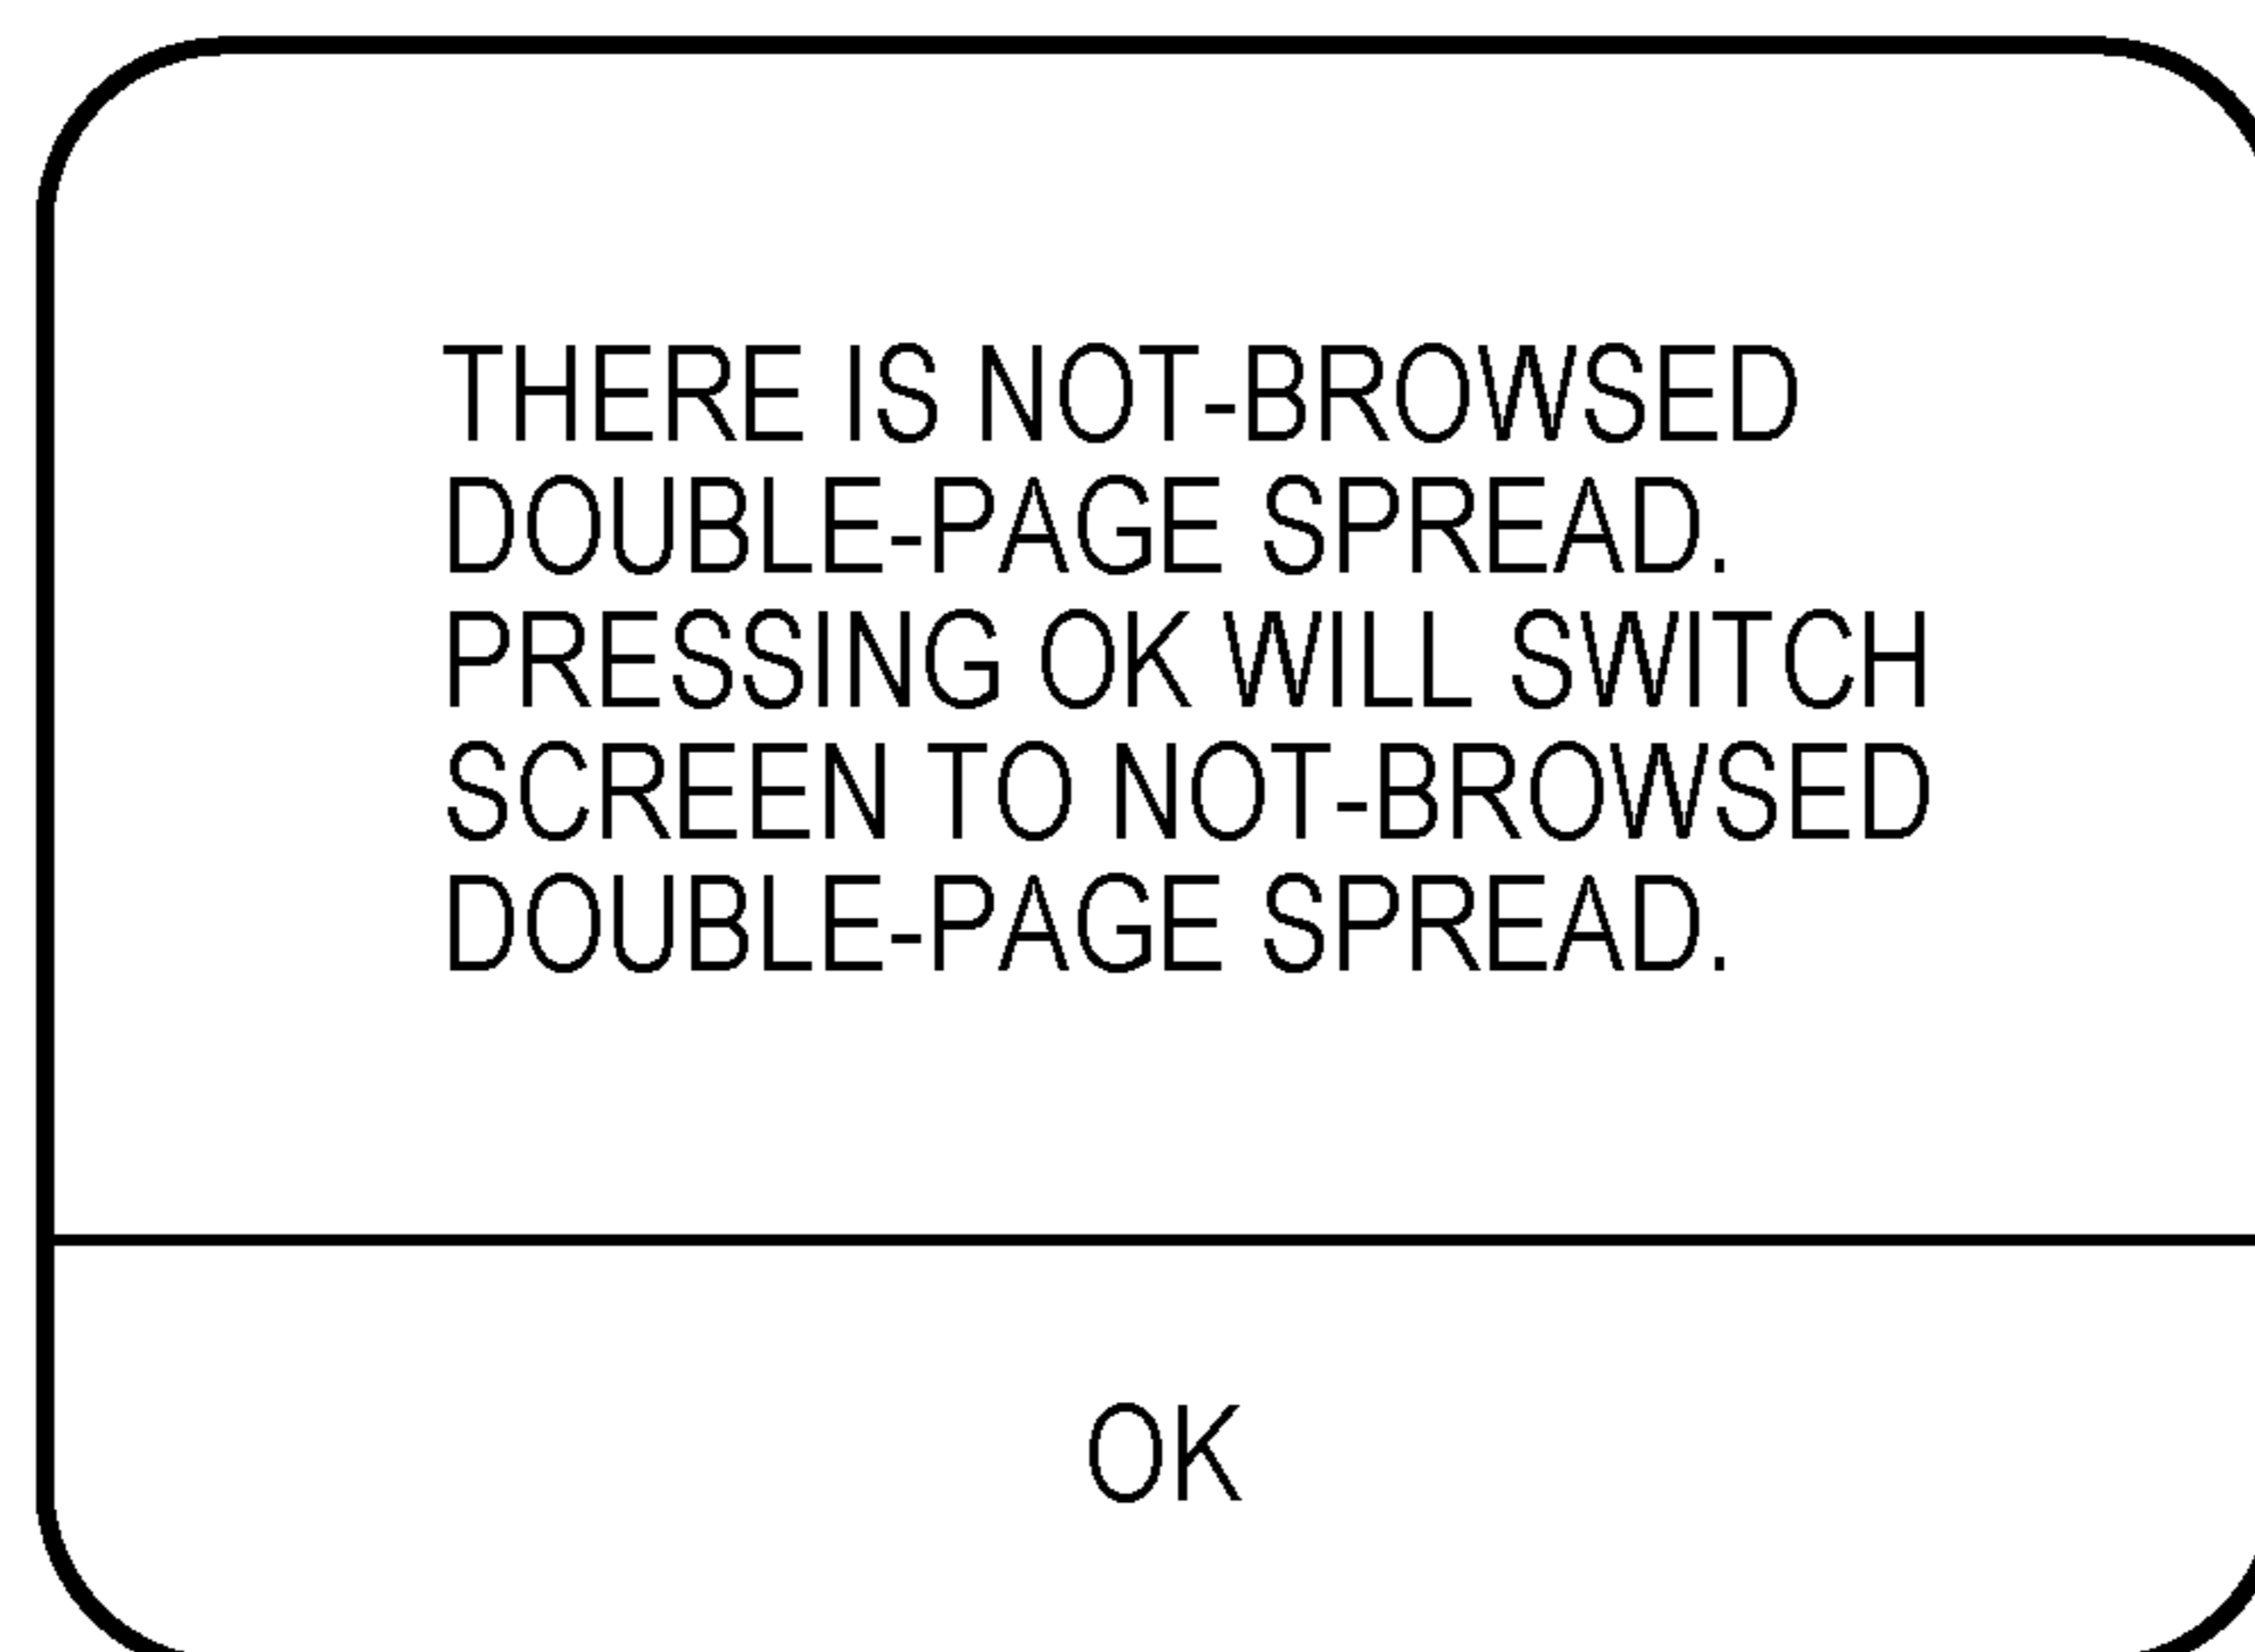 THERE IS NOT-BROWSED
DOUBLE-PAGE SPREAD.
PRESSING OK WILL SWITCH
SCREEN TO NOT-BROWSED
DOUBLE-PAGE SPREAD.
OK